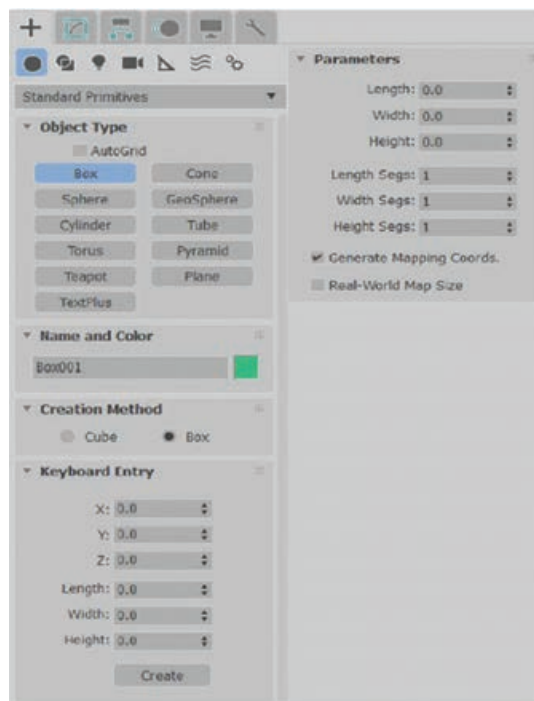 Standard Primitives
Object Type
AutoGrid
Box Cone
Sphere GeoSphere
Cylinder Tube
Torus Pyramid
Teapot Plane
TextPlus
Name and Color
Box001
Creation Method
Cube Box
Keyboard Entry
X: 0.0
Y: 0.0
Z: 0.0
Length: 0.0
Width: 0.0
Height: 0.0
Create
Parameters
Length: 0.0
Width: 0.0
Height: 0.0
Length Segs: 1
Width Segs: 1
Height Segs: 1
Generate Mapping Coords.
Real-World Map Size